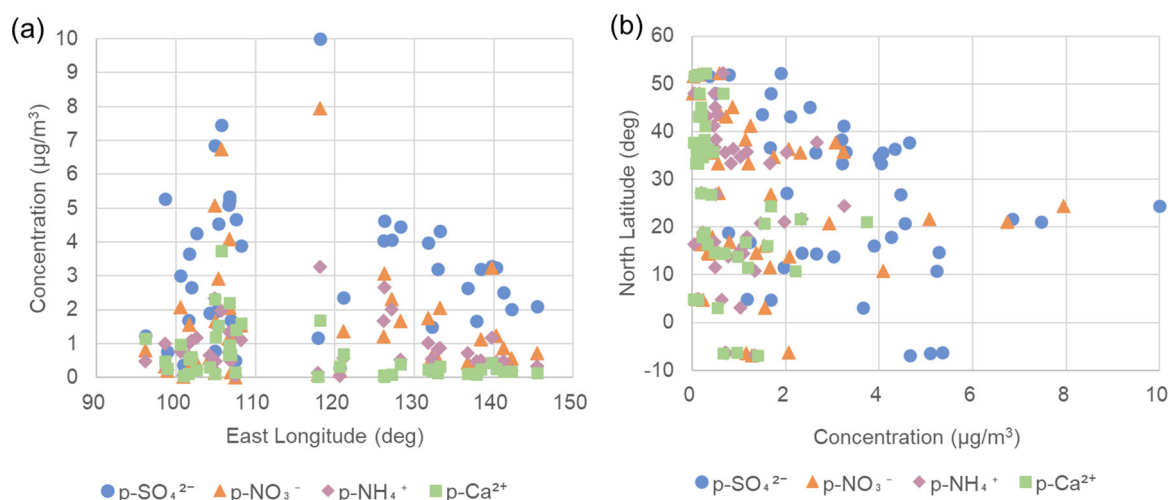 (a)
10
9
8
7
6
5
4
3
2
1
0
Concentration (µg/m³)
90 100 110 120 130 140 150
East Longitude (deg)
p-SO₄²⁻ p-NO₃⁻ p-NH₄⁺ p-Ca²⁺
(b)
60
50
40
30
20
10
0
-10
North Latitude (deg)
0 2 4 6 8 10
Concentration (µg/m³)
p-SO₄²⁻ p-NO₃⁻ p-NH₄⁺ p-Ca²⁺